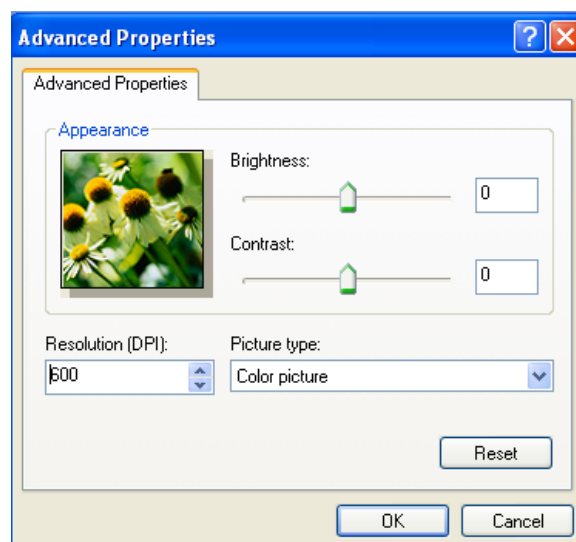 Advanced Properties
Advanced Properties
Appearance
Brightness:
0
Contrast:
0
Resolution (DPI):
600
Picture type:
Color picture
Reset
OK
Cancel